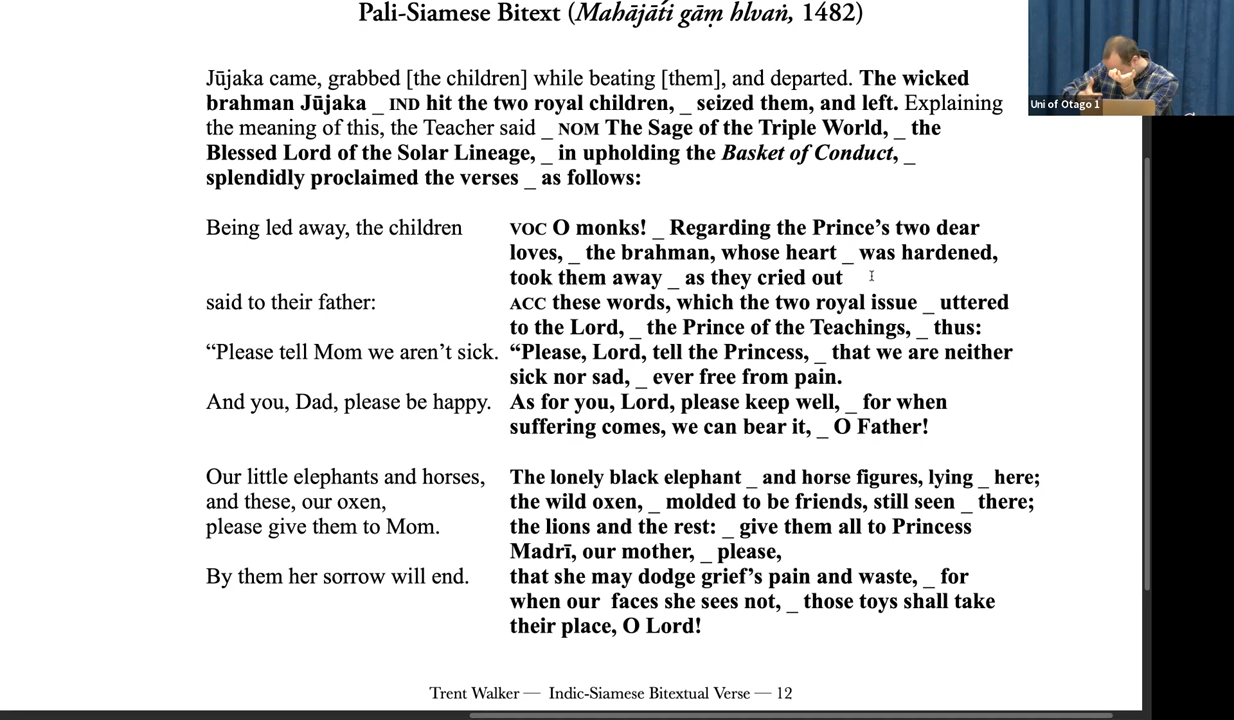 Pali-Siamese Bitext (Mahājāti gāṃ hlvaṅ, 1482)
Jūjaka came, grabbed [the children] while beating [them], and departed. The wicked
brahman Jūjaka _ IND hit the two royal children, _ seized them, and left. Explaining
the meaning of this, the Teacher said _ NOM The Sage of the Triple World, _ the
Blessed Lord of the Solar Lineage, _ in upholding the Basket of Conduct, _
splendidly proclaimed the verses _ as follows:
Being led away, the children
VOC O monks! _ Regarding the Prince’s two dear
loves, _ the brahman, whose heart _ was hardened,
took them away _ as they cried out
said to their father:
ACC these words, which the two royal issue _ uttered
to the Lord, _ the Prince of the Teachings, _ thus:
“Please tell Mom we aren’t sick.
“Please, Lord, tell the Princess, _ that we are neither
sick nor sad, _ ever free from pain.
And you, Dad, please be happy.
As for you, Lord, please keep well, _ for when
suffering comes, we can bear it, _ O Father!
Our little elephants and horses,
The lonely black elephant _ and horse figures, lying _ here;
and these, our oxen,
the wild oxen, _ molded to be friends, still seen _ there;
please give them to Mom.
the lions and the rest: _ give them all to Princess
Madrī, our mother, _ please,
By them her sorrow will end.
that she may dodge grief’s pain and waste, _ for
when our faces she sees not, _ those toys shall take
their place, O Lord!
Trent Walker — Indic-Siamese Bitextual Verse — 12
Uni of Otago 1